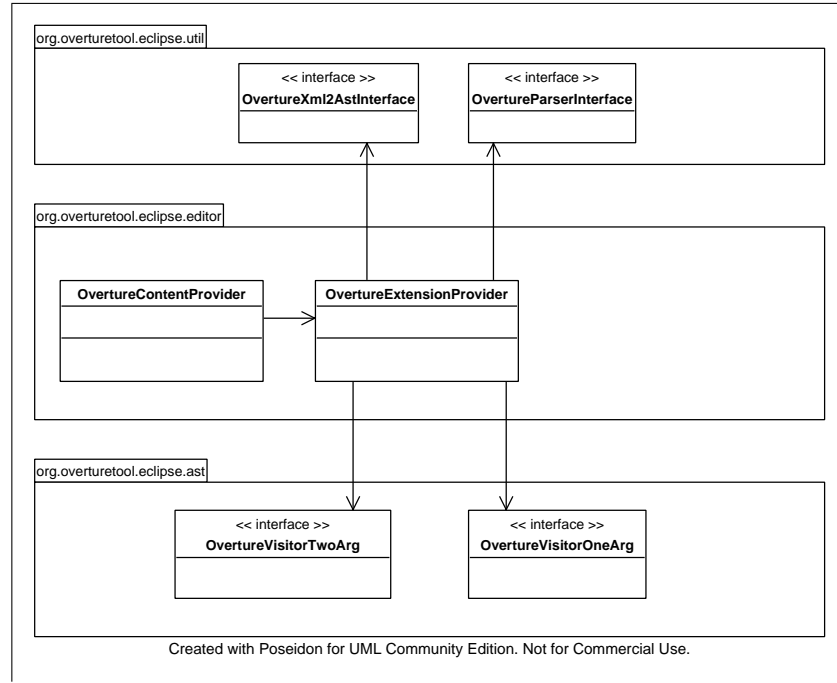 org.overturetool.eclipse.util
<< interface >>
OvertureXml2AstInterface
<< interface >>
OvertureParserInterface
org.overturetool.eclipse.editor
OvertureContentProvider
OvertureExtensionProvider
org.overturetool.eclipse.ast
<< interface >>
OvertureVisitorTwoArg
<< interface >>
OvertureVisitorOneArg
Created with Poseidon for UML Community Edition. Not for Commercial Use.